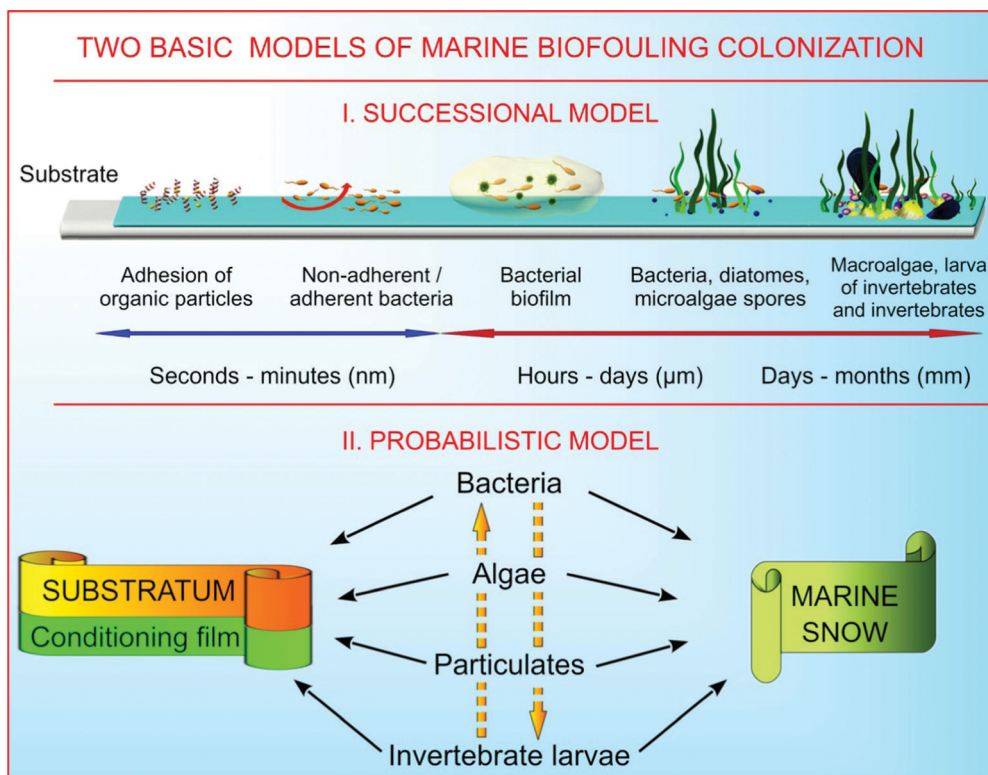 TWO BASIC MODELS OF MARINE BIOFOULING COLONIZATION
I. SUCCESSIONAL MODEL
Substrate
Adhesion of
organic particles
Non-adherent /
adherent bacteria
Bacterial
biofilm
Bacteria, diatomes,
microalgae spores
Macroalgae, larva
of invertebrates
and invertebrates
Seconds - minutes (nm)
Hours - days (μm)
Days - months (mm)
II. PROBABILISTIC MODEL
Bacteria
Algae
Particulates
Invertebrate larvae
SUBSTRATUM
Conditioning film
MARINE
SNOW